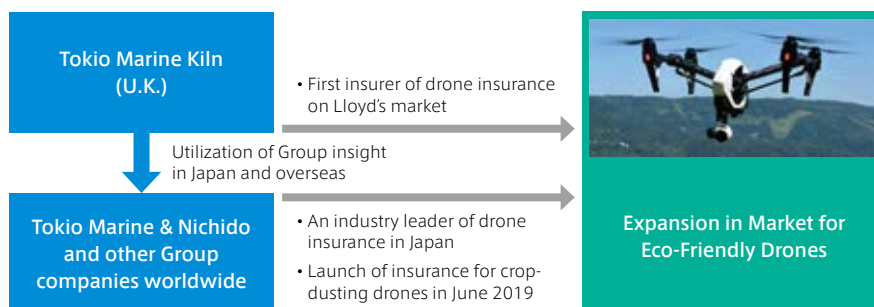 Tokio Marine Kiln
(U.K.)
• First insurer of drone insurance
on Lloyd's market
Utilization of Group insight
in Japan and overseas
Tokio Marine & Nichido
and other Group
companies worldwide
• An industry leader of drone
insurance in Japan
• Launch of insurance for crop-
dusting drones in June 2019
Expansion in Market for
Eco-Friendly Drones